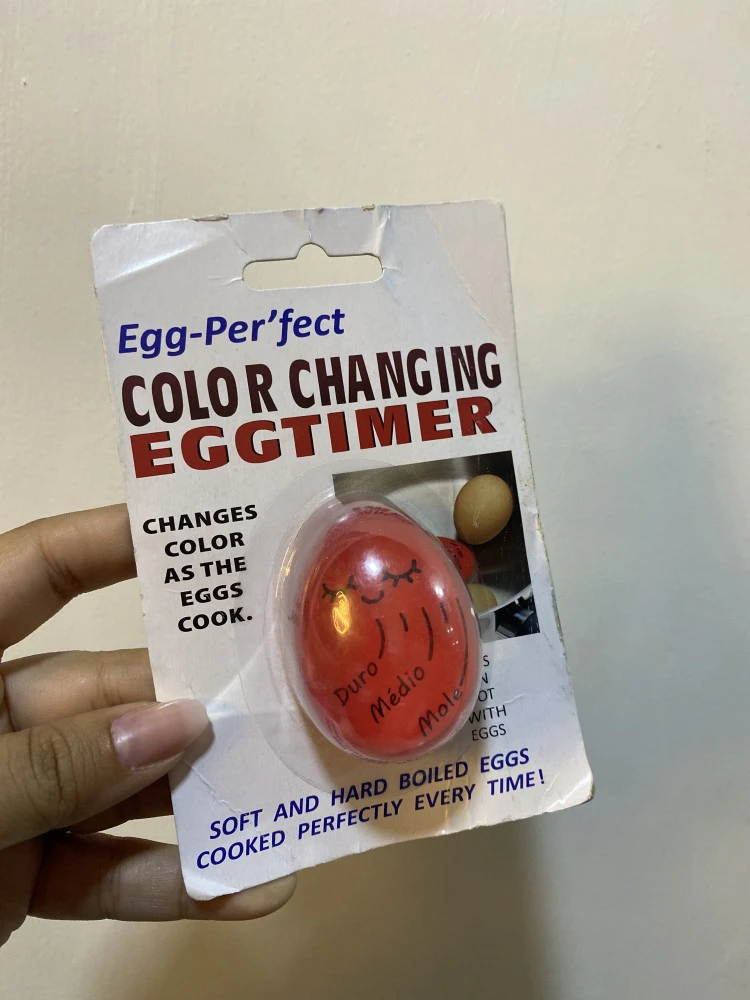 Egg-Per'fect
COLOR CHANGING
EGGTIMER
CHANGES
COLOR
AS THE
EGGS
COOK.
Duro
Médio
Mole
WITH
EGGS
SOFT AND HARD BOILED EGGS
COOKED PERFECTLY EVERY TIME!